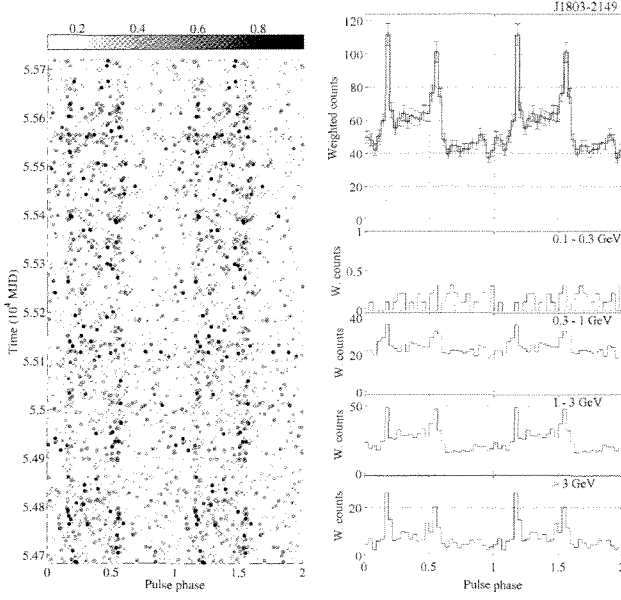 J1803-2149
0.2 0.4 0.6 0.8
5.57
5.56
5.55
5.54
5.53
5.52
5.51
5.5
5.49
5.48
5.47
Time (10⁴ MJD)
0 0.5 1 1.5 2
Pulse phase
120
100
80
60
40
20
0
Weighted counts
0.1 - 0.3 GeV
1
0.5
0
W. counts
0.3 - 1 GeV
40
20
0
W. counts
1 - 3 GeV
50
0
W. counts
3 GeV
20
0
W. counts
0 0.5 1 1.5 2
Pulse phase